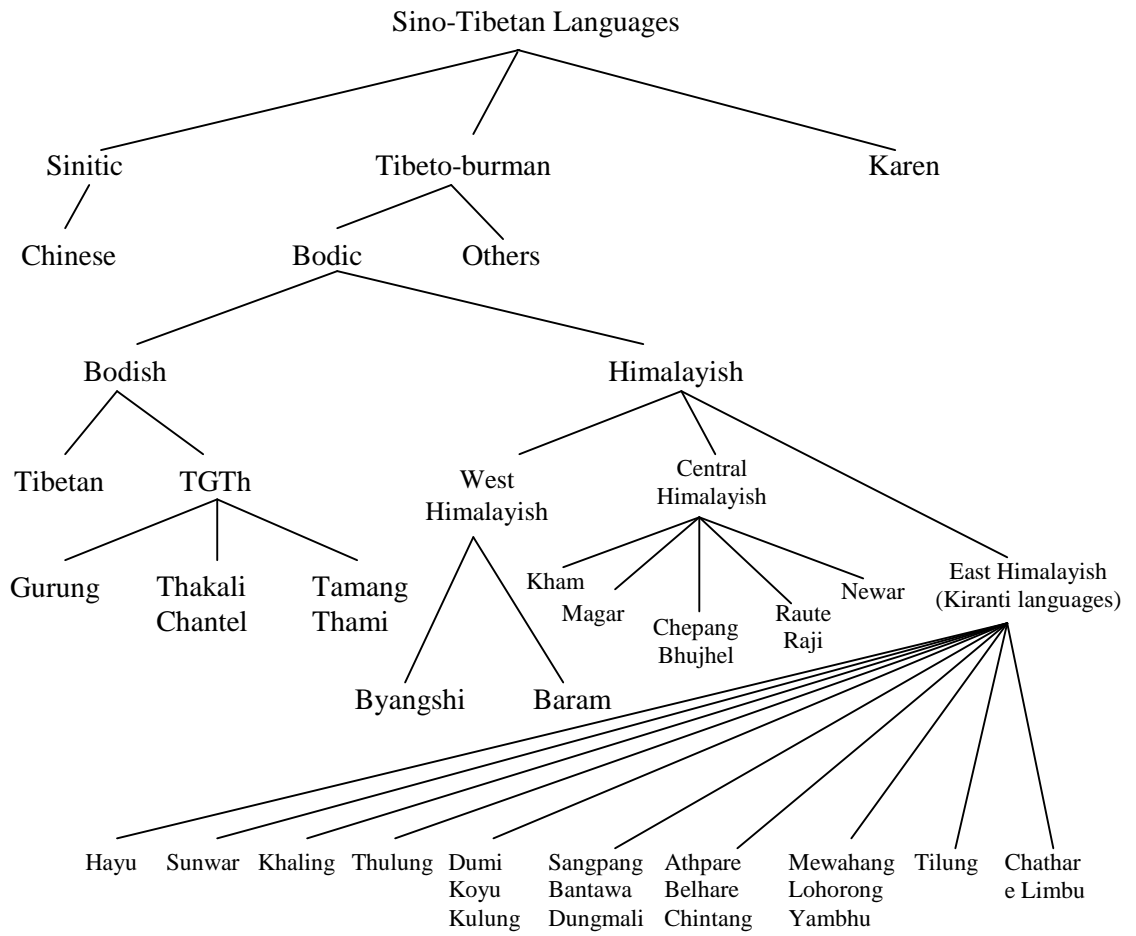 Sino-Tibetan Languages
Sinitic
Tibeto-burman
Karen
Chinese
Bodic
Others
Bodish
Himalayish
Tibetan
TGTh
West
Himalayish
Central
Himalayish
East Himalayish
(Kiranti languages)
Gurung
Thakali
Chantel
Tamang
Thami
Kham
Magar
Chepang
Bhujhel
Raute
Raji
Newar
Byangshi
Baram
Hayu
Sunwar
Khaling
Thulung
Dumi
Koyu
Kulung
Sangpang
Bantawa
Dungmali
Athpare
Belhare
Chintang
Mewahang
Lohorong
Yambhu
Tilung
Chathar
e Limbu